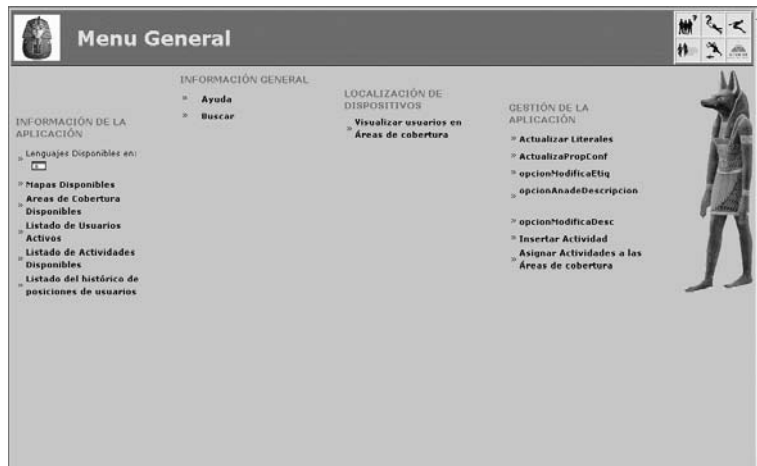 Menu General
INFORMACIÓN DE LA
APLICACIÓN
» Lenguajes Disponibles en:
» Mapas Disponibles
» Areas de Cobertura
Disponibles
» Listado de Usuarios
Activos
» Listado de Actividades
Disponibles
» Listado del histórico de
posiciones de usuarios
INFORMACIÓN GENERAL
» Ayuda
» Buscar
LOCALIZACIÓN DE
DISPOSITIVOS
» Visualizar usuarios en
Áreas de cobertura
GESTIÓN DE LA
APLICACIÓN
» Actualizar Literales
» ActualizaPropConf
» opcionModificaEtiq
» opcionAnadeDescripcion
» opcionModificaDesc
» Insertar Actividad
» Asignar Actividades a las
Áreas de cobertura